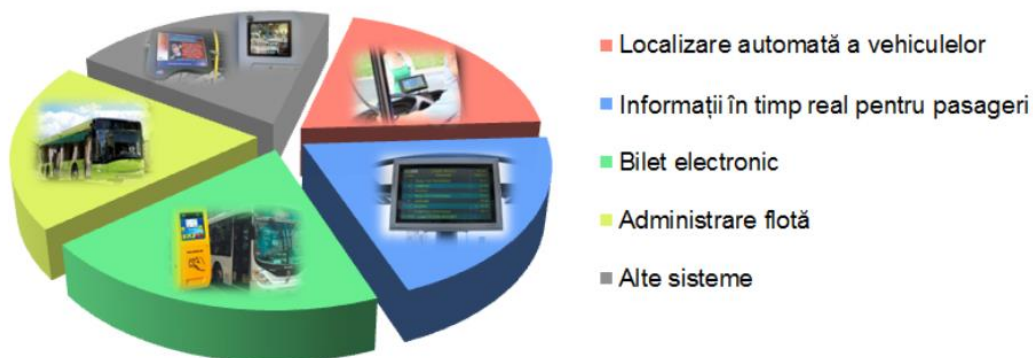 Localizare automată a vehiculelor
Informații în timp real pentru pasageri
Bilet electronic
Administrare flotă
Alte sisteme